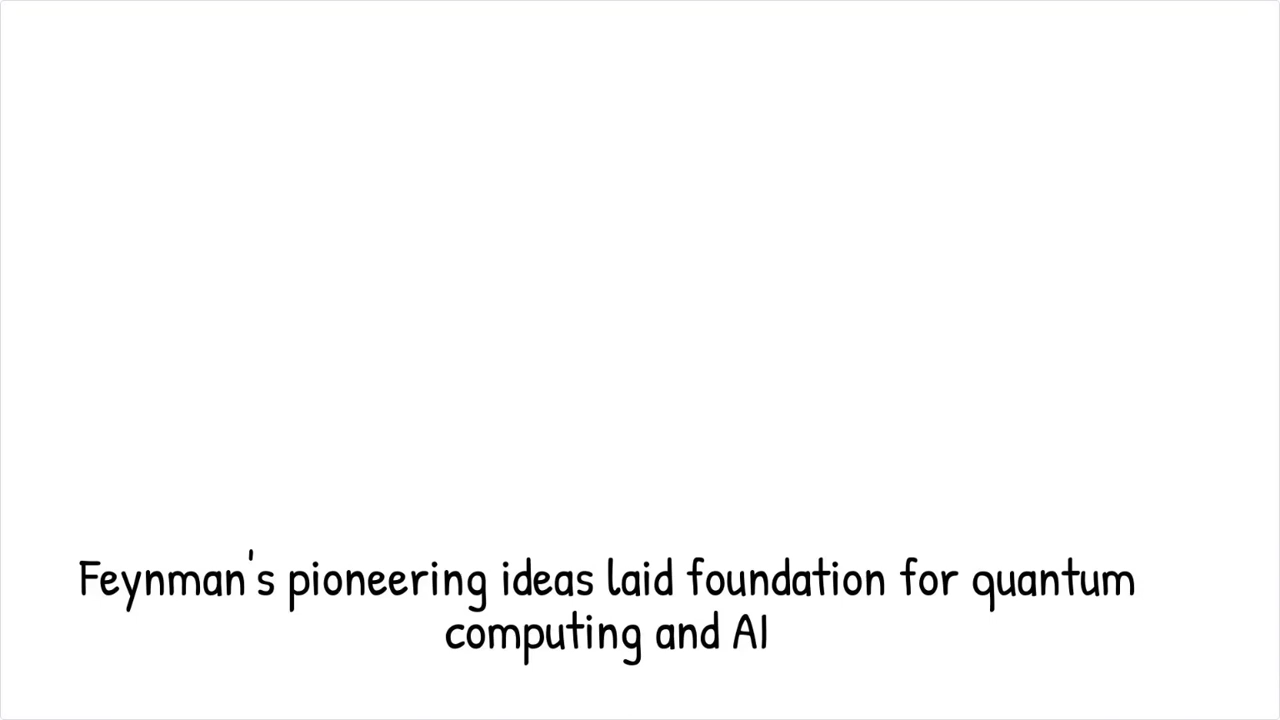 Feynman's pioneering ideas laid foundation for quantum
computing and AI